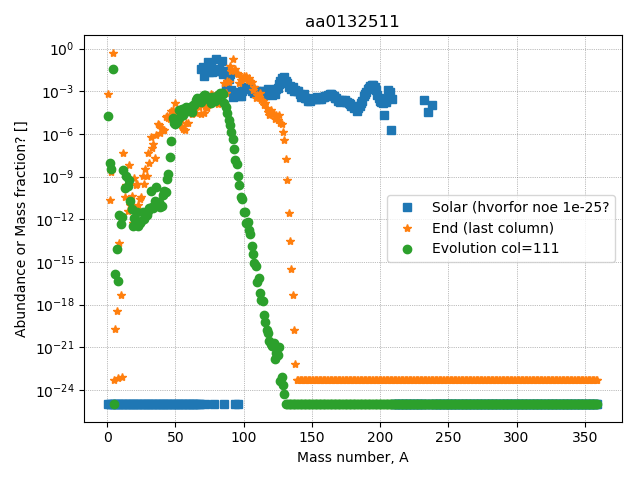 aa0132511
Abundance or Mass fraction? []
10⁰
10⁻³
10⁻⁶
10⁻⁹
10⁻¹²
10⁻¹⁵
10⁻¹⁸
10⁻²¹
10⁻²⁴
Solar (hvorfor noe 1e-25?
End (last column)
Evolution col=111
0 50 100 150 200 250 300 350
Mass number, A